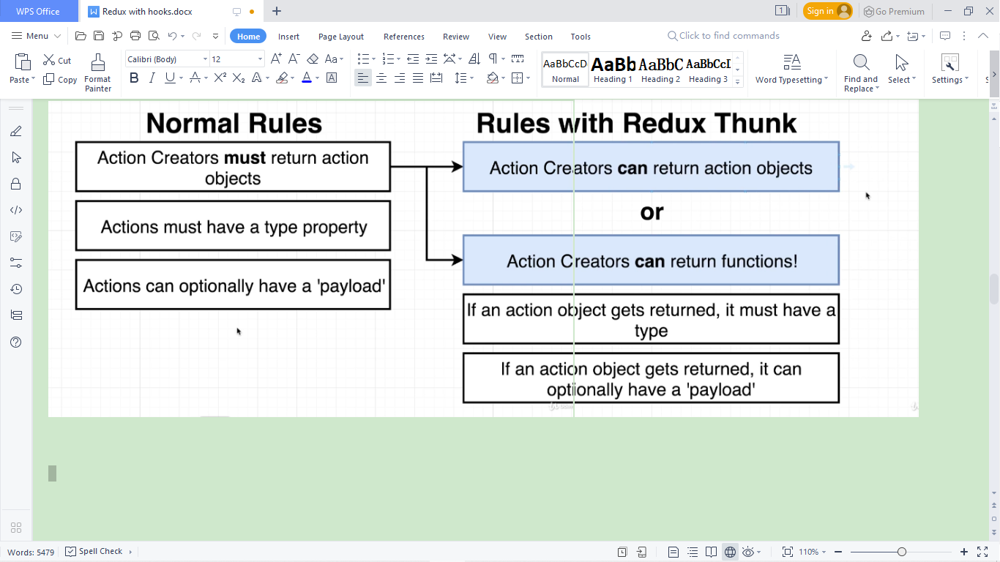 WPS Office
Redux with hooks.docx
Sign in
Go Premium
Menu
Home
Insert
Page Layout
References
Review
View
Section
Tools
Click to find commands
Paste
Cut
Copy
Format
Painter
Calibri (Body)
12
AaBbCcD
Normal
AaBb
Heading 1
AaBbC
Heading 2
AaBbCcI
Heading 3
Word Typesetting
Find and
Replace
Select
Settings
Normal Rules
Action Creators must return action
objects
Actions must have a type property
Actions can optionally have a 'payload'
Rules with Redux Thunk
Action Creators can return action objects
or
Action Creators can return functions!
If an action object gets returned, it must have a
type
If an action object gets returned, it can
optionally have a 'payload'
Words: 5479
Spell Check
110%